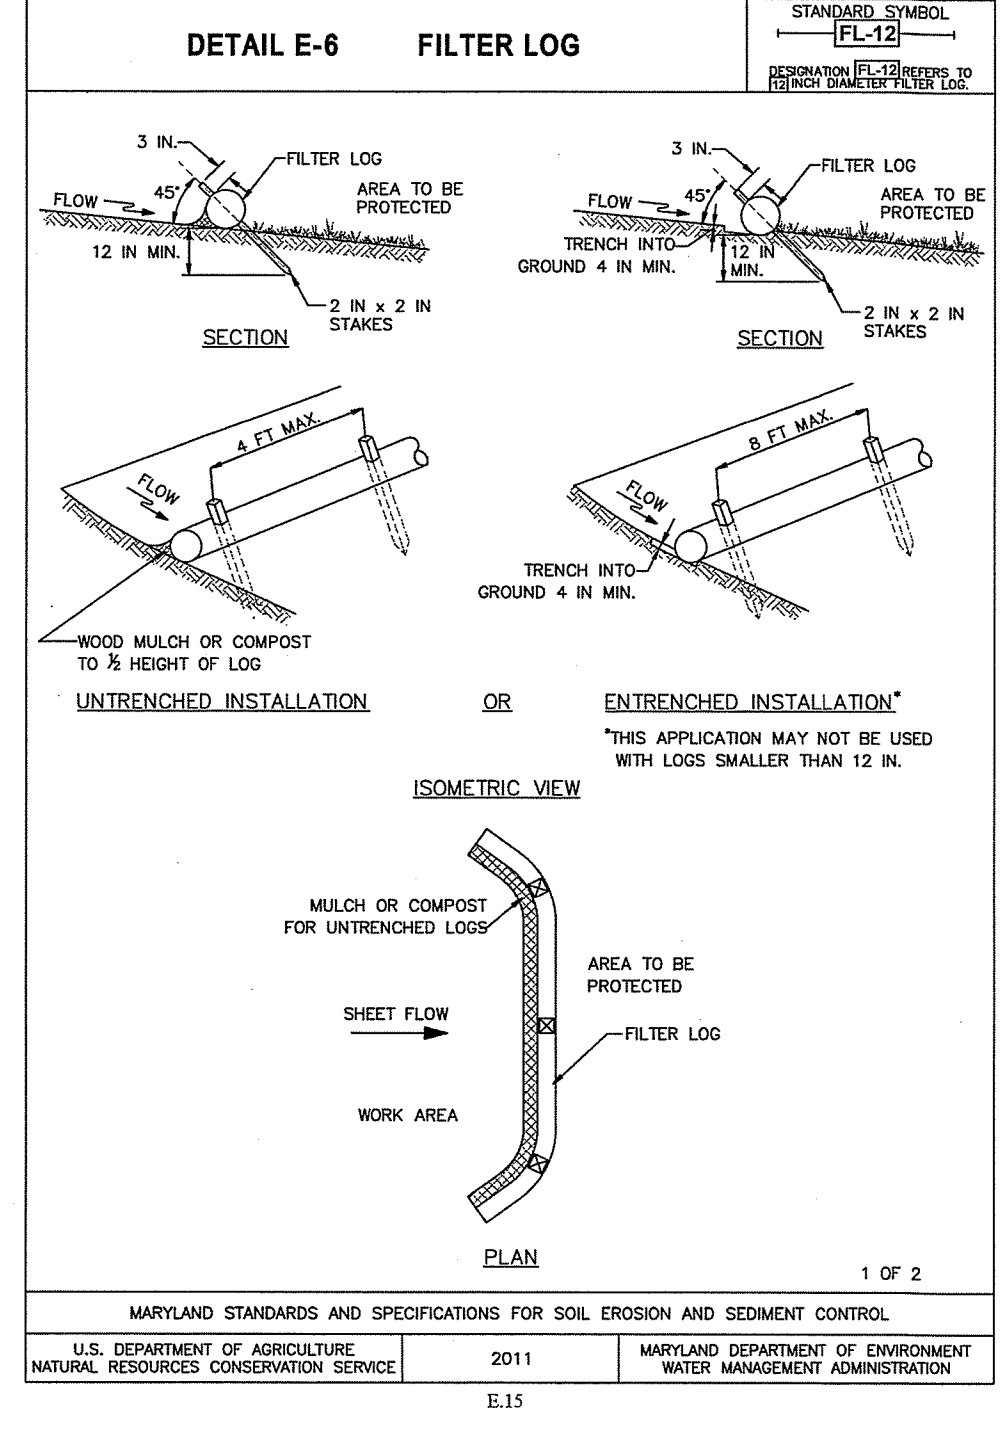 DETAIL E-6 FILTER LOG
STANDARD SYMBOL
FL-12
DESIGNATION FL-12 REFERS TO
12 INCH DIAMETER FILTER LOG.
3 IN.
FILTER LOG
45°
AREA TO BE
PROTECTED
FLOW
12 IN MIN.
2 IN x 2 IN
STAKES
SECTION
3 IN.
FILTER LOG
45°
AREA TO BE
PROTECTED
FLOW
TRENCH INTO
GROUND 4 IN MIN.
12 IN
MIN.
2 IN x 2 IN
STAKES
SECTION
4 FT MAX.
FLOW
WOOD MULCH OR COMPOST
TO ½ HEIGHT OF LOG
8 FT MAX.
FLOW
TRENCH INTO
GROUND 4 IN MIN.
UNTRENCHED INSTALLATION OR ENTRENCHED INSTALLATION*
*THIS APPLICATION MAY NOT BE USED
WITH LOGS SMALLER THAN 12 IN.
ISOMETRIC VIEW
MULCH OR COMPOST
FOR UNTRENCHED LOGS
AREA TO BE
PROTECTED
SHEET FLOW
FILTER LOG
WORK AREA
PLAN
1 OF 2
MARYLAND STANDARDS AND SPECIFICATIONS FOR SOIL EROSION AND SEDIMENT CONTROL
U.S. DEPARTMENT OF AGRICULTURE
NATURAL RESOURCES CONSERVATION SERVICE
2011
MARYLAND DEPARTMENT OF ENVIRONMENT
WATER MANAGEMENT ADMINISTRATION
E.15